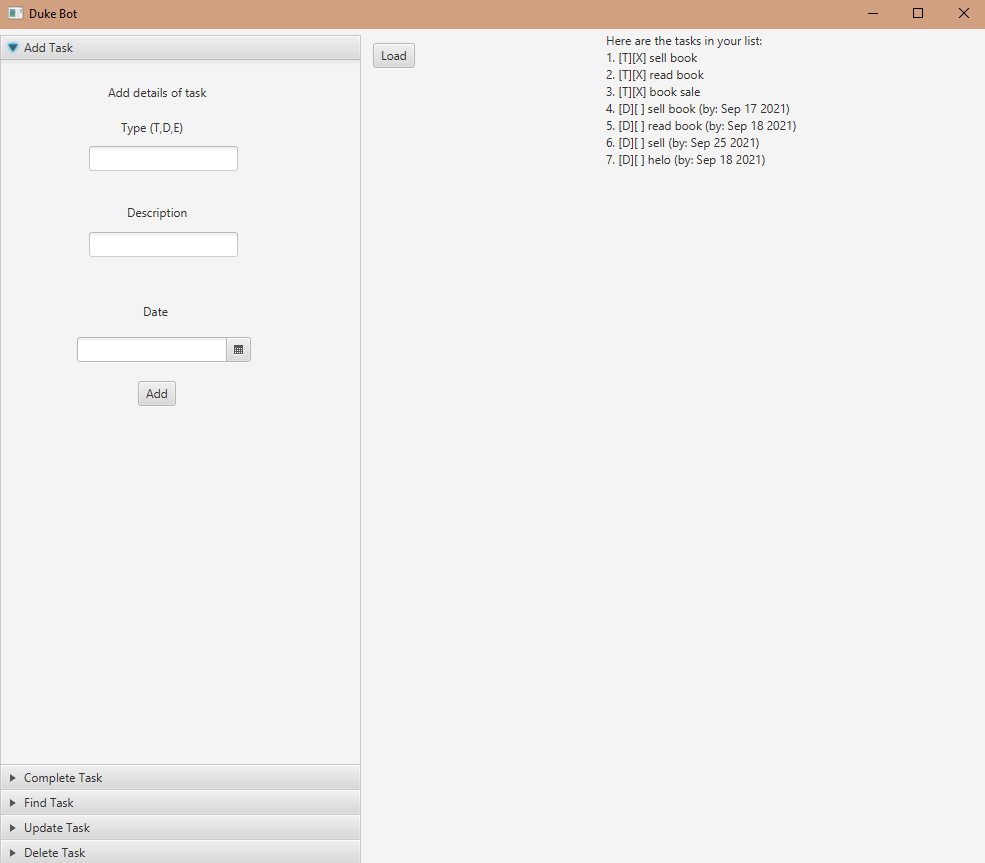 Duke Bot
Add Task
Add details of task
Type (T,D,E)
Description
Date
Add
Complete Task
Find Task
Update Task
Delete Task
Load
Here are the tasks in your list:
1. [T][X] sell book
2. [T][X] read book
3. [T][X] book sale
4. [D][ ] sell book (by: Sep 17 2021)
5. [D][ ] read book (by: Sep 18 2021)
6. [D][ ] sell (by: Sep 25 2021)
7. [D][ ] helo (by: Sep 18 2021)